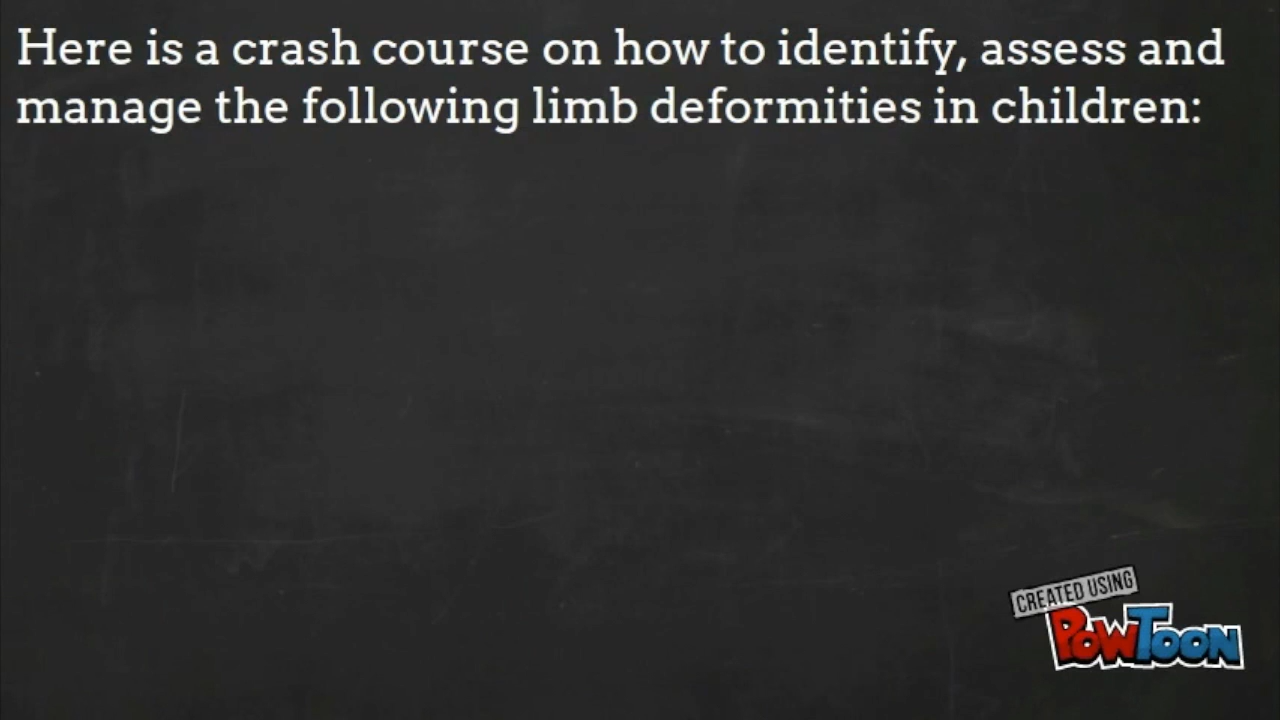 Here is a crash course on how to identify, assess and
manage the following limb deformities in children:
CREATED USING
POWTOON